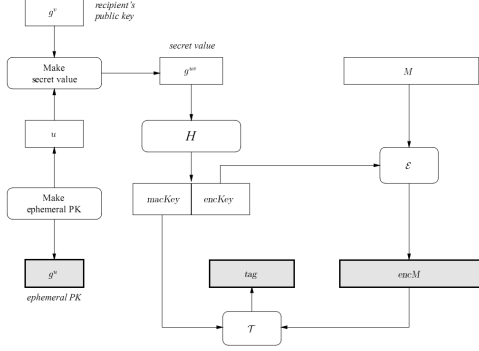 g^v
recipient's
public key
secret value
Make
secret value
g^{uv}
M
u
H
ℰ
Make
ephemeral PK
macKey
encKey
g^u
tag
encM
ephemeral PK
𝒯